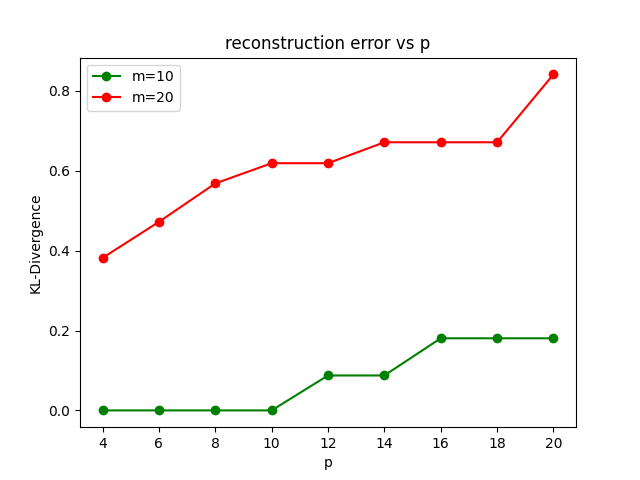 reconstruction error vs p
m=10
m=20
KL-Divergence
0.8
0.6
0.4
0.2
0.0
4 6 8 10 12 14 16 18 20
p